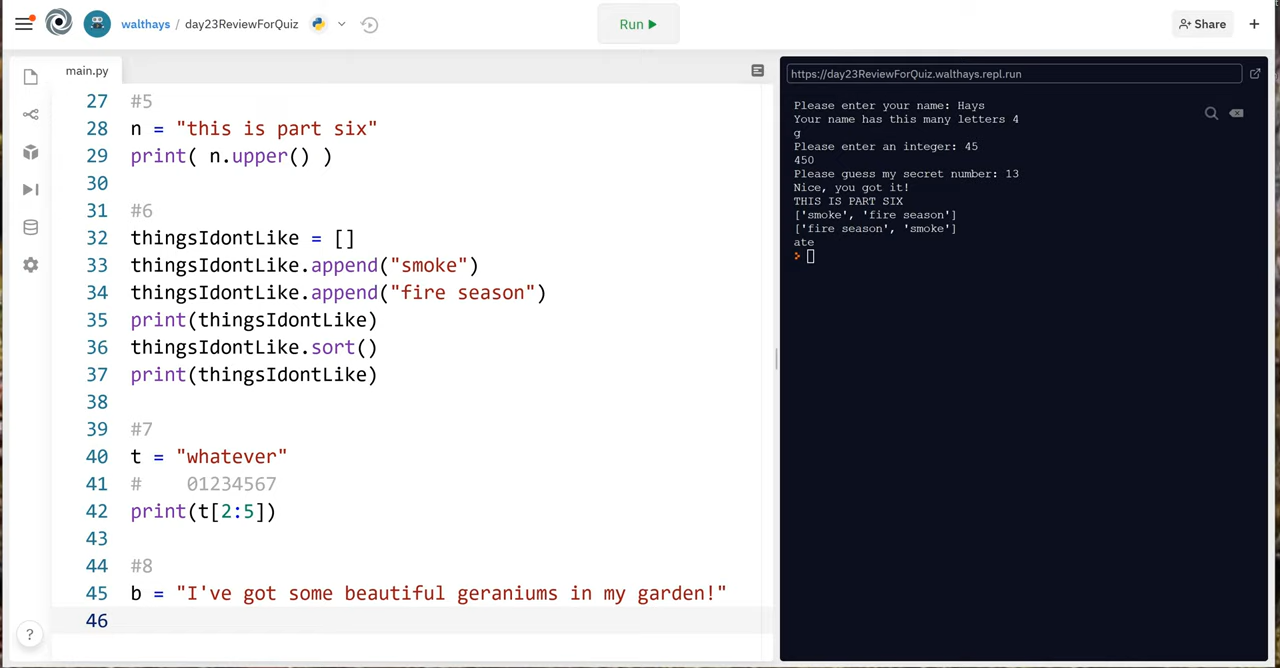 walthays / day23ReviewForQuiz
Run
Share
main.py
27 #5
28 n = "this is part six"
29 print( n.upper() )
30
31 #6
32 thingsIdontLike = []
33 thingsIdontLike.append("smoke")
34 thingsIdontLike.append("fire season")
35 print(thingsIdontLike)
36 thingsIdontLike.sort()
37 print(thingsIdontLike)
38
39 #7
40 t = "whatever"
41 #    01234567
42 print(t[2:5])
43
44 #8
45 b = "I've got some beautiful geraniums in my garden!"
46
?
https://day23ReviewForQuiz.walthays.repl.run
Please enter your name: Hays
Your name has this many letters 4
g
Please enter an integer: 45
450
Please guess my secret number: 13
Nice, you got it!
THIS IS PART SIX
['smoke', 'fire season']
['fire season', 'smoke']
ate